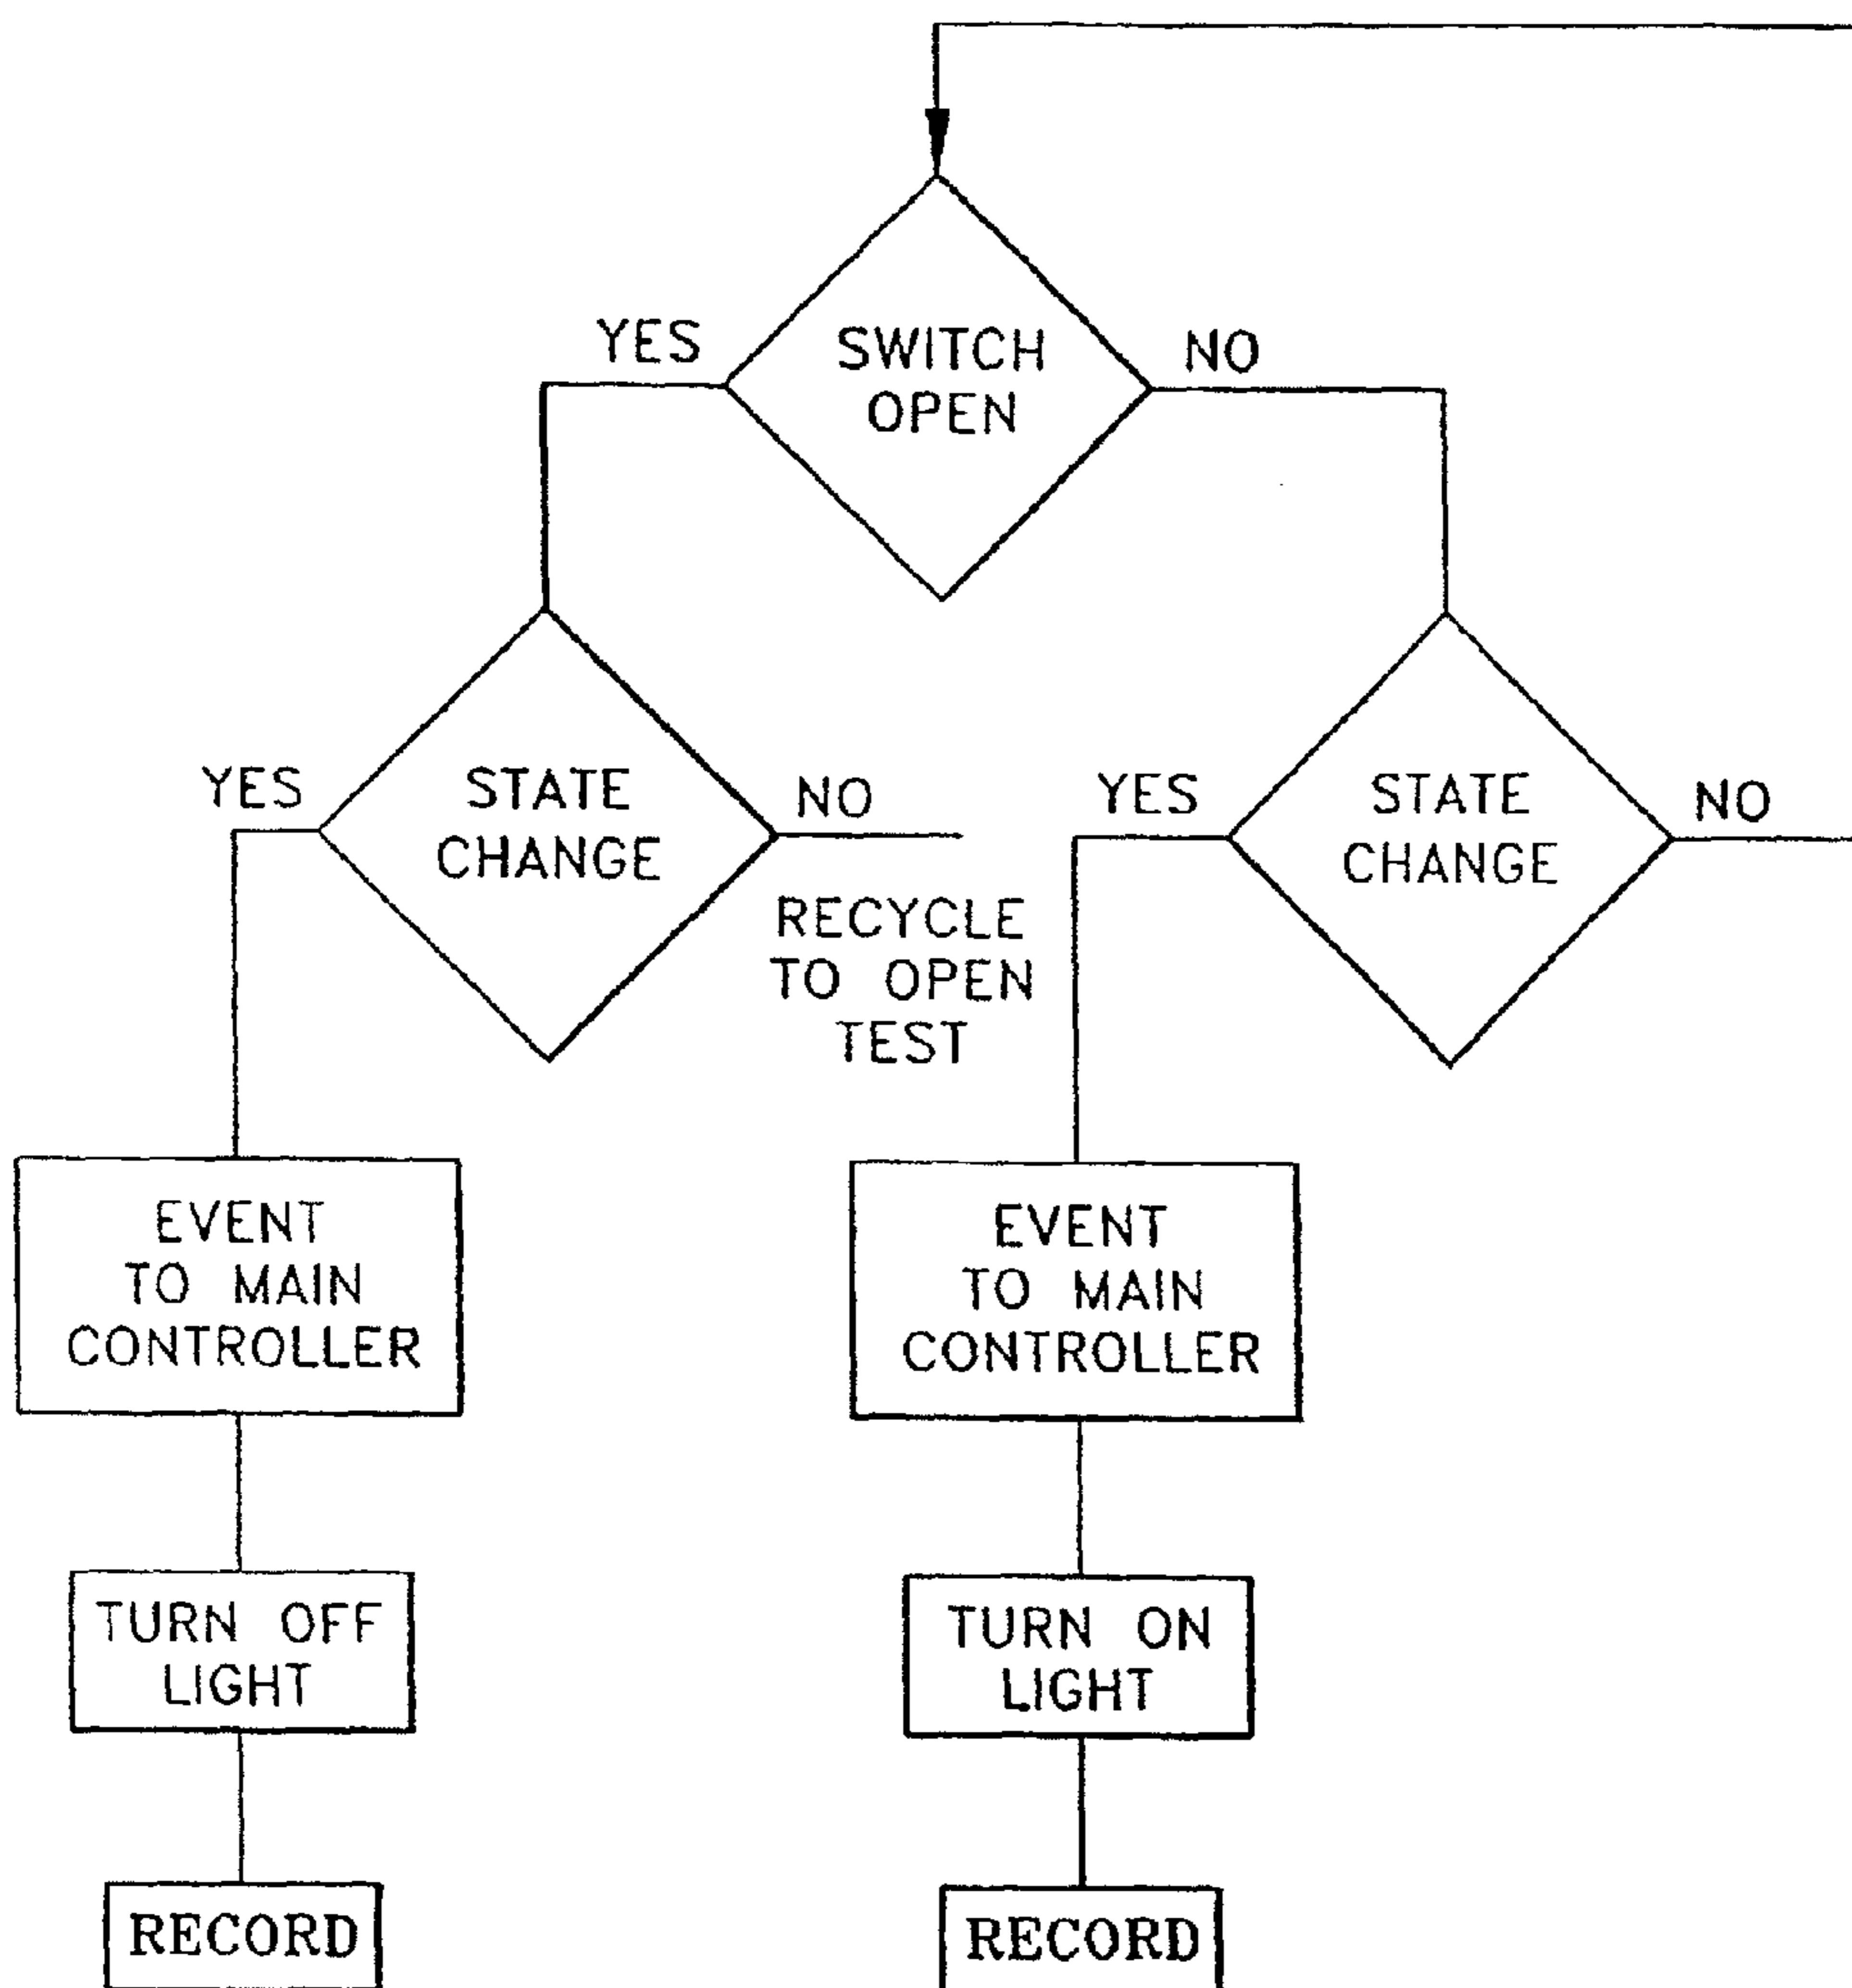 YES
SWITCH
OPEN
NO
YES
STATE
CHANGE
NO
RECYCLE
TO OPEN
TEST
YES
STATE
CHANGE
NO
EVENT
TO MAIN
CONTROLLER
EVENT
TO MAIN
CONTROLLER
TURN OFF
LIGHT
TURN ON
LIGHT
RECORD
RECORD